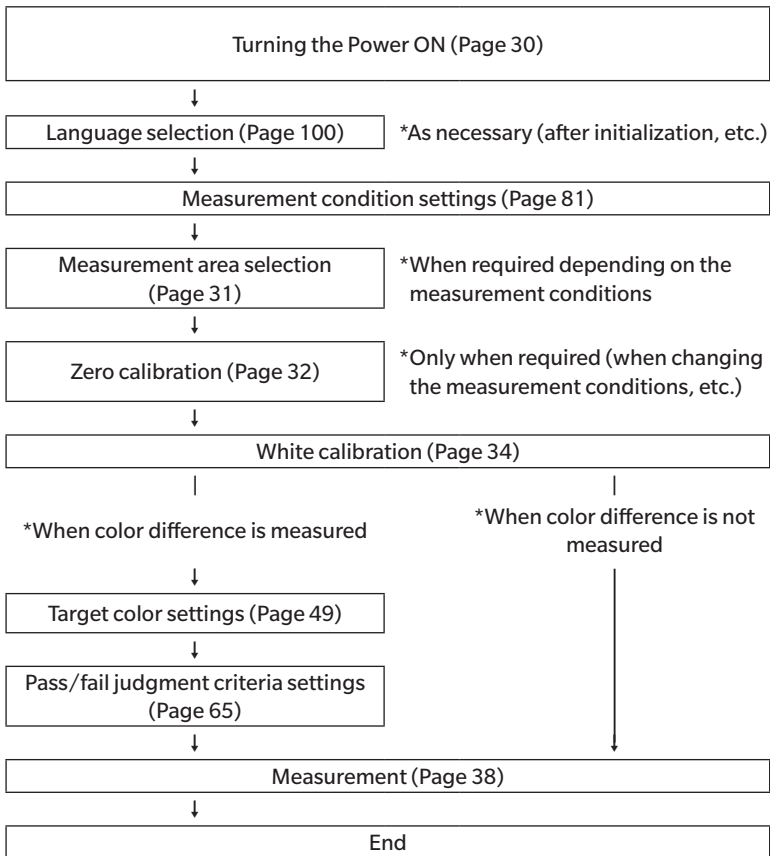 Turning the Power ON (Page 30)
Language selection (Page 100)
*As necessary (after initialization, etc.)
Measurement condition settings (Page 81)
Measurement area selection
(Page 31)
*When required depending on the
measurement conditions
Zero calibration (Page 32)
*Only when required (when changing
the measurement conditions, etc.)
White calibration (Page 34)
*When color difference is measured
*When color difference is not
measured
Target color settings (Page 49)
Pass/fail judgment criteria settings
(Page 65)
Measurement (Page 38)
End